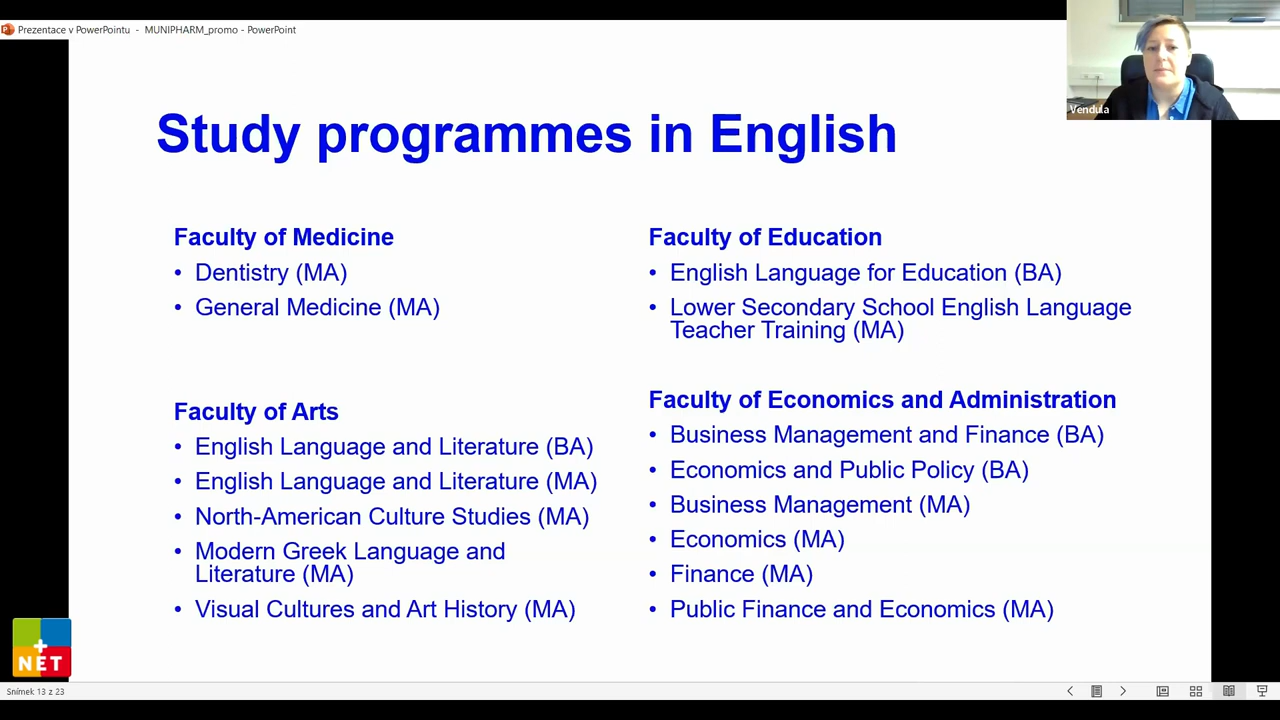 Prezentace v PowerPointu - MUNIPHARM_promo - PowerPoint
Vendula
Study programmes in English
Faculty of Medicine
• Dentistry (MA)
• General Medicine (MA)
Faculty of Arts
• English Language and Literature (BA)
• English Language and Literature (MA)
• North-American Culture Studies (MA)
• Modern Greek Language and
Literature (MA)
• Visual Cultures and Art History (MA)
Faculty of Education
• English Language for Education (BA)
• Lower Secondary School English Language
Teacher Training (MA)
Faculty of Economics and Administration
• Business Management and Finance (BA)
• Economics and Public Policy (BA)
• Business Management (MA)
• Economics (MA)
• Finance (MA)
• Public Finance and Economics (MA)
+
NET
Snímek 13 z 23